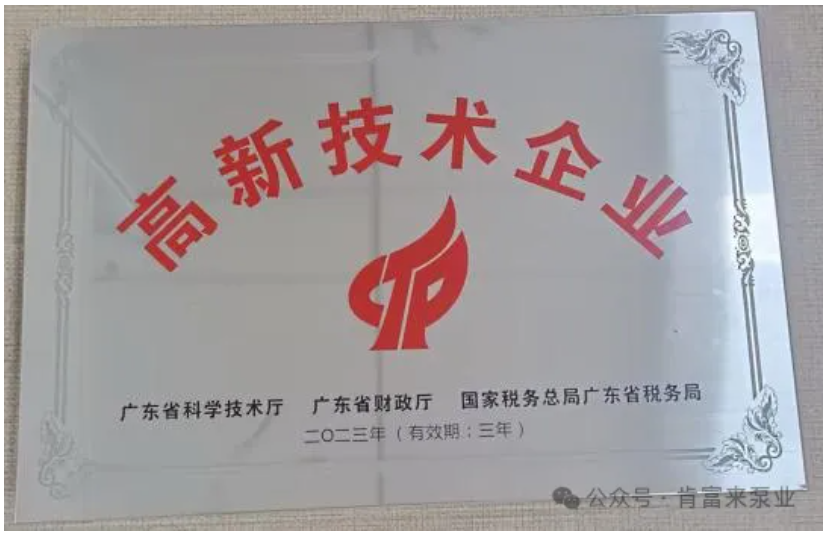 高新技术企业
广东省科学技术厅 广东省财政厅 国家税务总局广东省税务局
二〇二三年（有效期：三年）
公众号·肯富来泵业